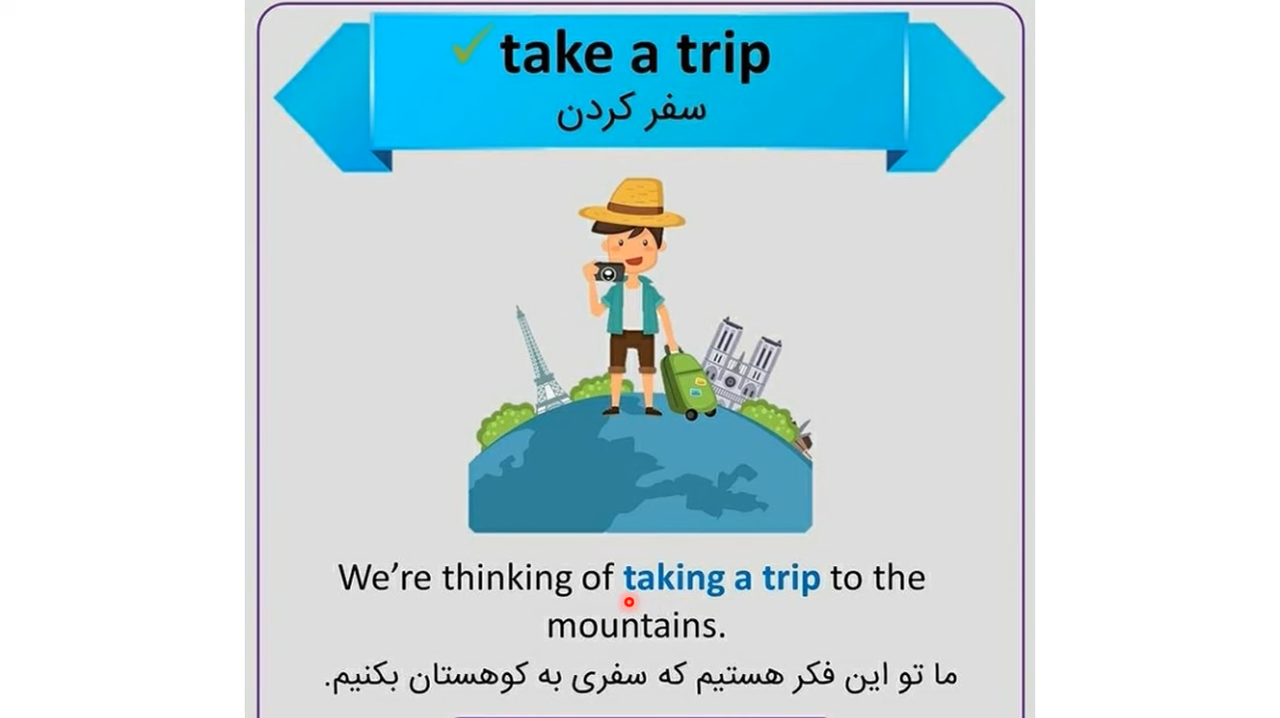 take a trip
سفر کردن
We’re thinking of taking a trip to the
mountains.
ما تو این فکر هستیم که سفری به کوهستان بکنیم.